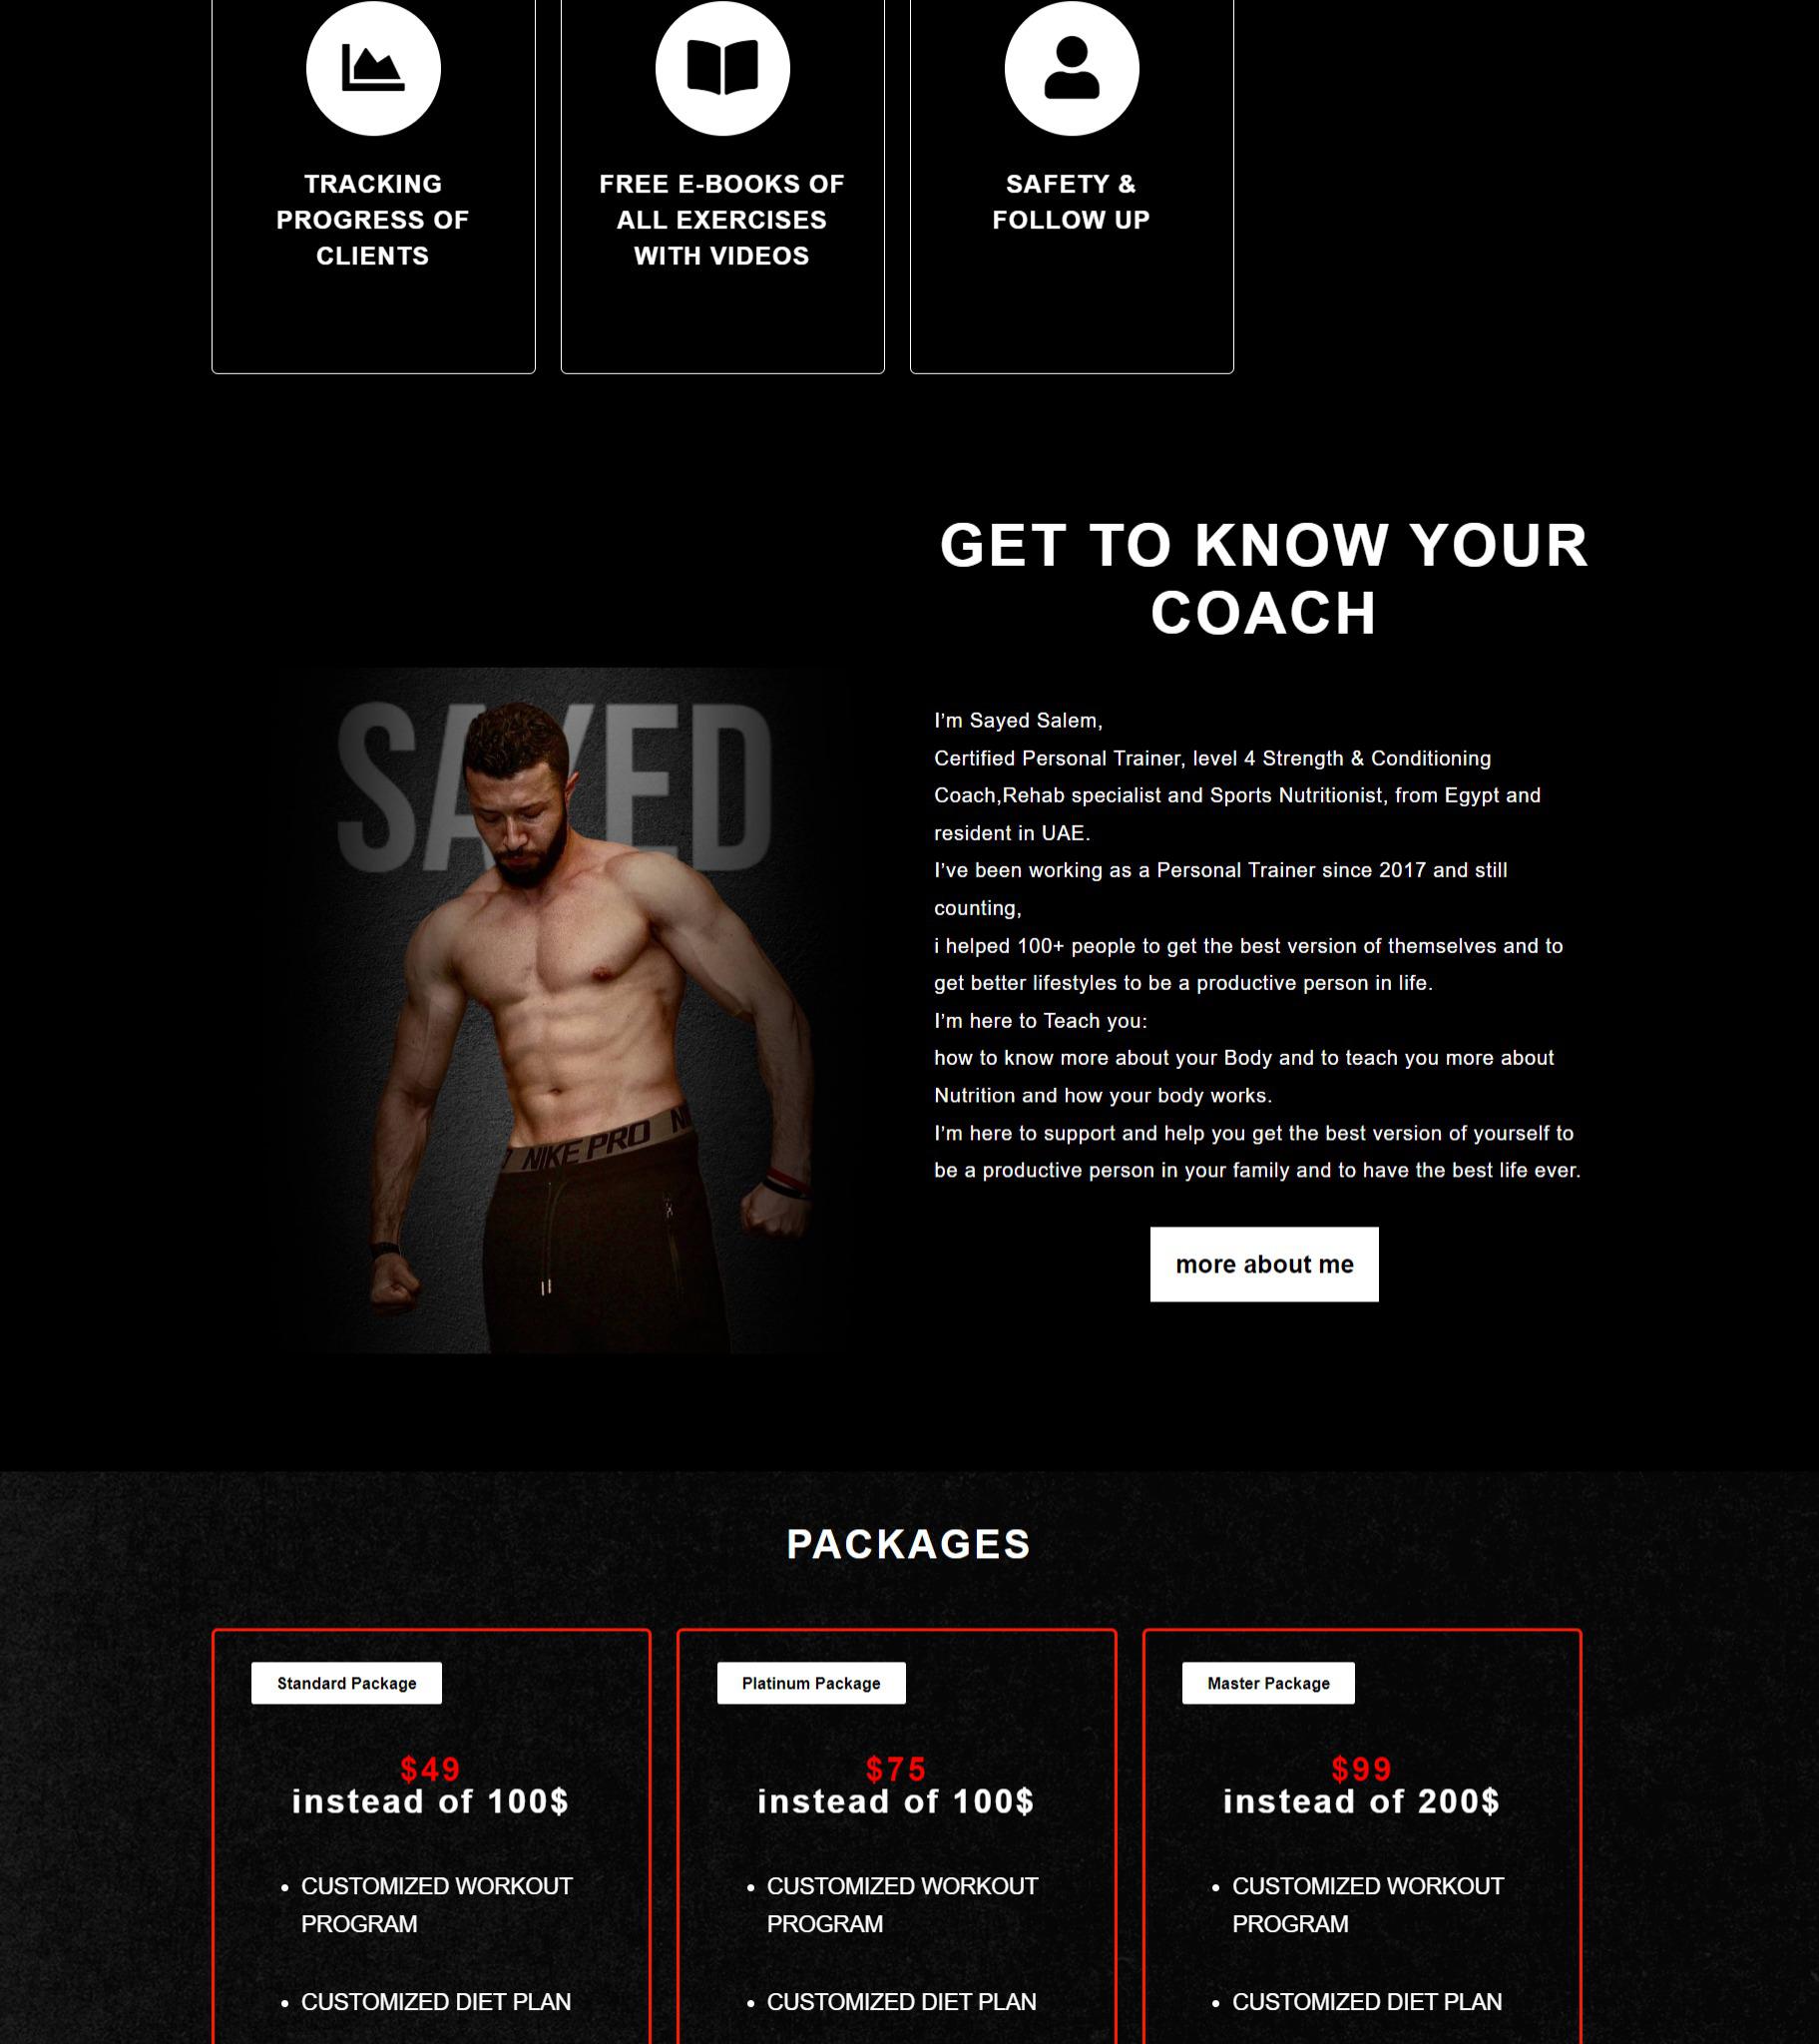 TRACKING
PROGRESS OF
CLIENTS
FREE E-BOOKS OF
ALL EXERCISES
WITH VIDEOS
SAFETY &
FOLLOW UP
GET TO KNOW YOUR
COACH
SAYED
NIKE PRO
I’m Sayed Salem,
Certified Personal Trainer, level 4 Strength & Conditioning
Coach,Rehab specialist and Sports Nutritionist, from Egypt and
resident in UAE.
I’ve been working as a Personal Trainer since 2017 and still
counting,
i helped 100+ people to get the best version of themselves and to
get better lifestyles to be a productive person in life.
I’m here to Teach you:
how to know more about your Body and to teach you more about
Nutrition and how your body works.
I’m here to support and help you get the best version of yourself to
be a productive person in your family and to have the best life ever.
more about me
PACKAGES
Standard Package
$49
instead of 100$
• CUSTOMIZED WORKOUT
PROGRAM
• CUSTOMIZED DIET PLAN
Platinum Package
$75
instead of 100$
• CUSTOMIZED WORKOUT
PROGRAM
• CUSTOMIZED DIET PLAN
Master Package
$99
instead of 200$
• CUSTOMIZED WORKOUT
PROGRAM
• CUSTOMIZED DIET PLAN